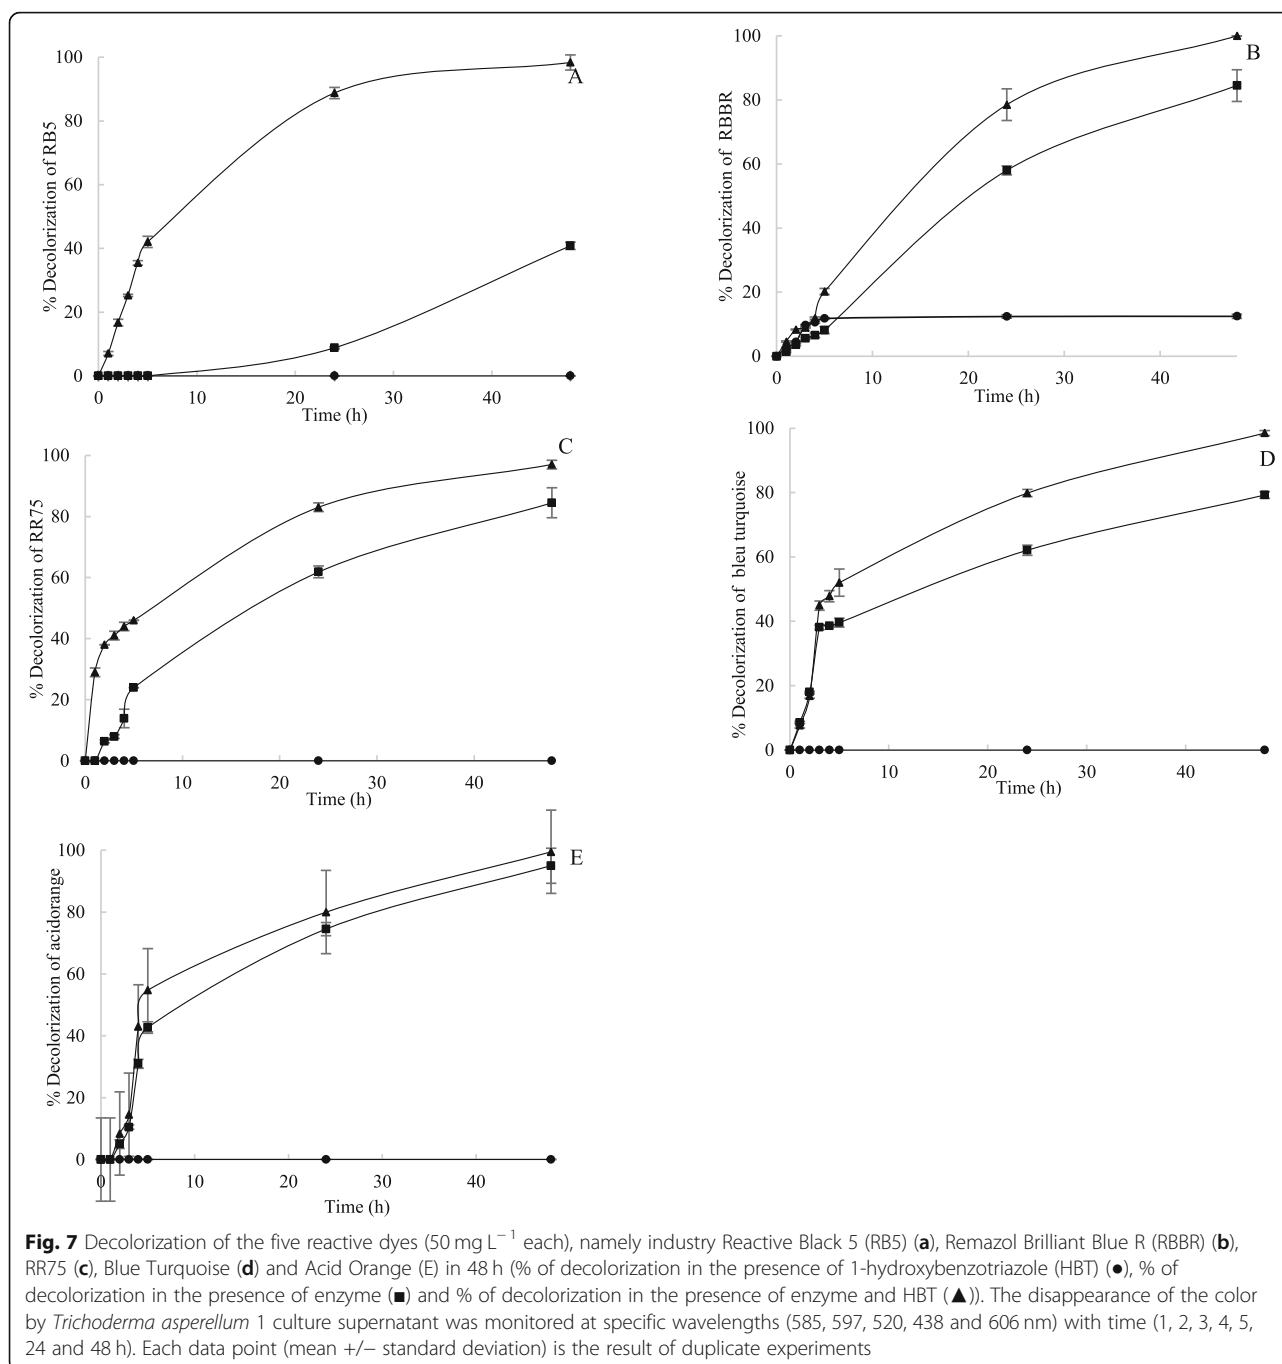 A
% Decolorization of RB5
100
80
60
40
20
0
0 10 20 30 40
Time (h)
B
% Decolorization of RBBR
100
80
60
40
20
0
0 10 20 30 40
Time (h)
C
% Decolorization of RR75
100
80
60
40
20
0
0 10 20 30 40
Time (h)
D
% Decolorization of bleu turquoise
100
80
60
40
20
0
0 20 40
Time (h)
E
% Decolorization of acidorange
100
80
60
40
20
0
0 20 40
Time (h)
Fig. 7 Decolorization of the five reactive dyes (50 mg L⁻¹ each), namely industry Reactive Black 5 (RB5) (a), Remazol Brilliant Blue R (RBBR) (b),
RR75 (c), Blue Turquoise (d) and Acid Orange (E) in 48 h (% of decolorization in the presence of 1-hydroxybenzotriazole (HBT) (●), % of
decolorization in the presence of enzyme (■) and % of decolorization in the presence of enzyme and HBT (▲)). The disappearance of the color
by Trichoderma asperellum 1 culture supernatant was monitored at specific wavelengths (585, 597, 520, 438 and 606 nm) with time (1, 2, 3, 4, 5,
24 and 48 h). Each data point (mean +/− standard deviation) is the result of duplicate experiments